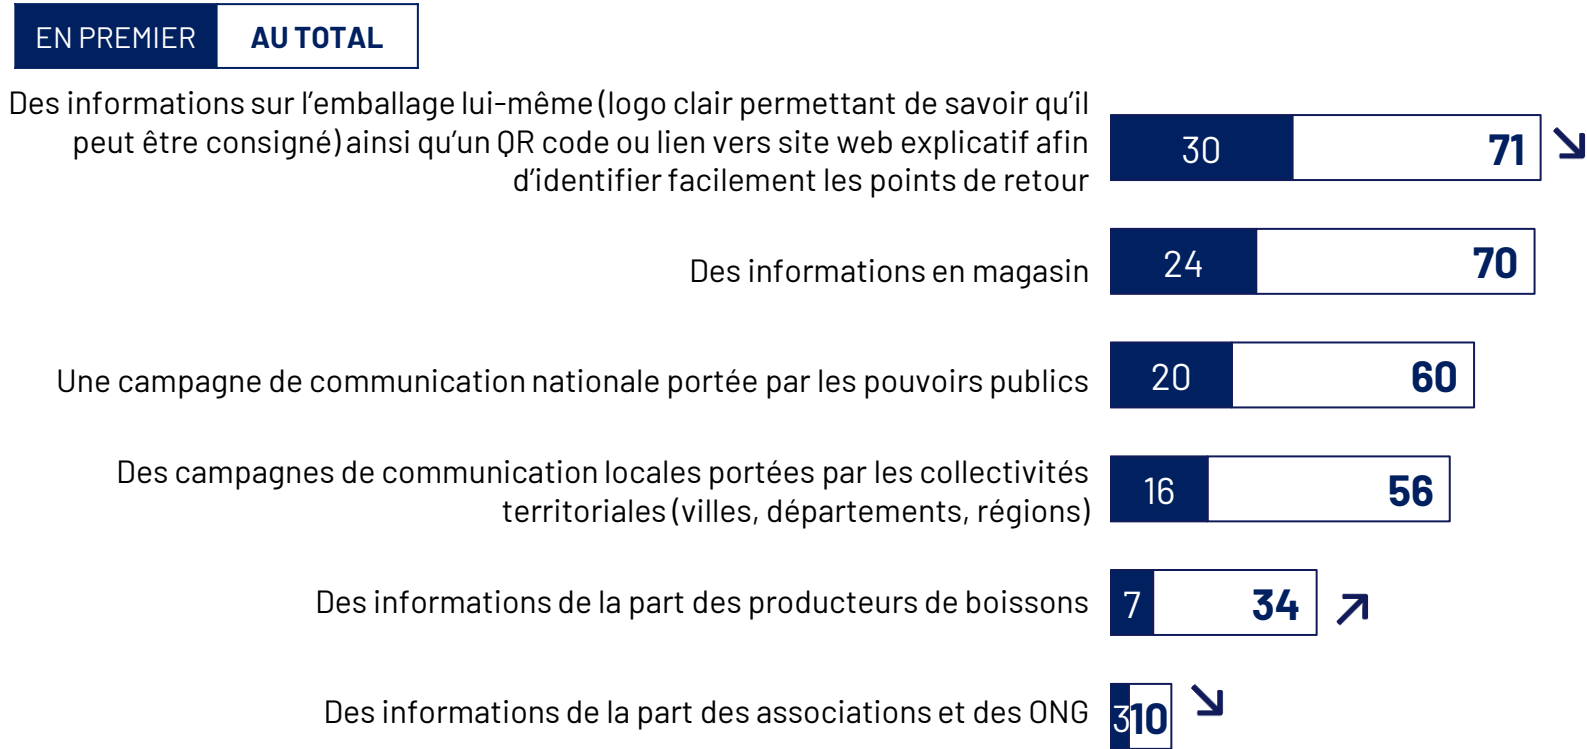 EN PREMIER AU TOTAL
Des informations sur l’emballage lui-même (logo clair permettant de savoir qu’il
peut être consigné) ainsi qu’un QR code ou lien vers site web explicatif afin
d’identifier facilement les points de retour
30 71
Des informations en magasin
24 70
Une campagne de communication nationale portée par les pouvoirs publics
20 60
Des campagnes de communication locales portées par les collectivités
territoriales (villes, départements, régions)
16 56
Des informations de la part des producteurs de boissons
7 34
Des informations de la part des associations et des ONG
3 10